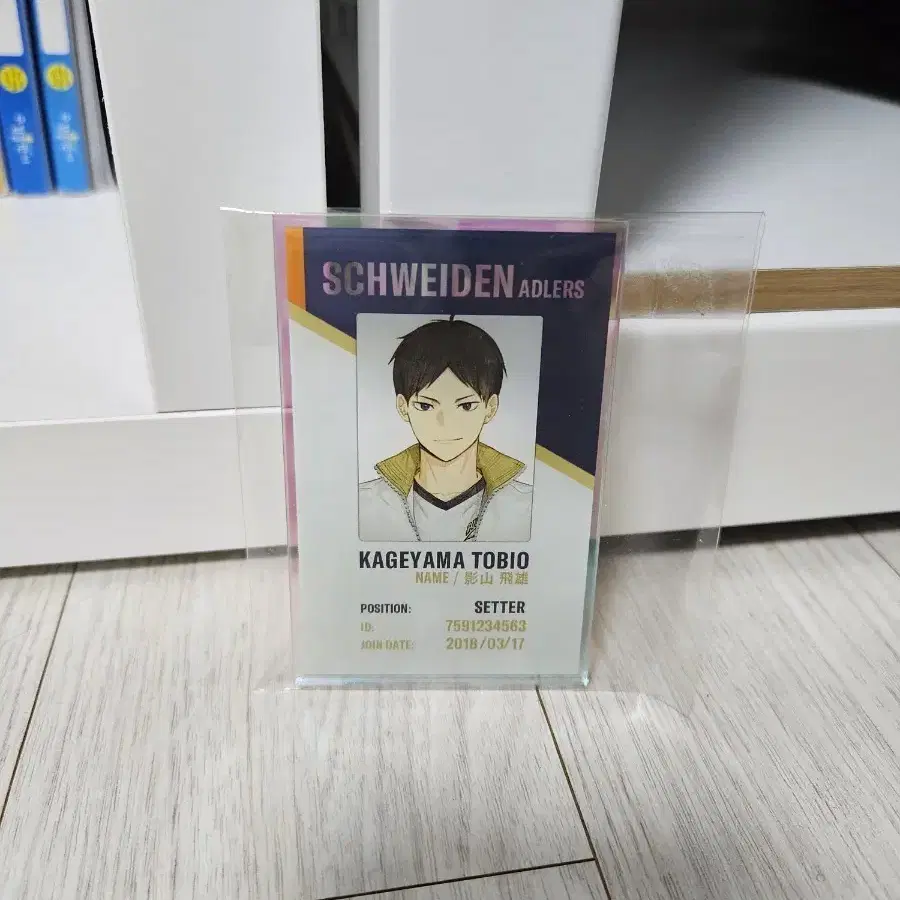 SCHWEIDEN ADLERS
KAGEYAMA TOBIO
NAME / 影山 飛雄
POSITION: SETTER
ID: 7591234563
JOIN DATE: 2018/03/17